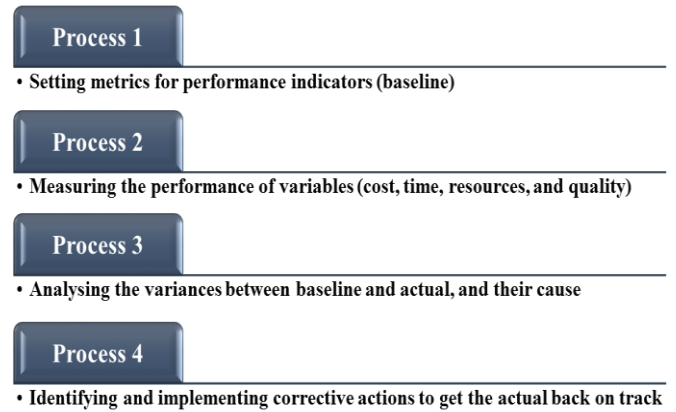 Process 1
• Setting metrics for performance indicators (baseline)
Process 2
• Measuring the performance of variables (cost, time, resources, and quality)
Process 3
• Analysing the variances between baseline and actual, and their cause
Process 4
• Identifying and implementing corrective actions to get the actual back on track